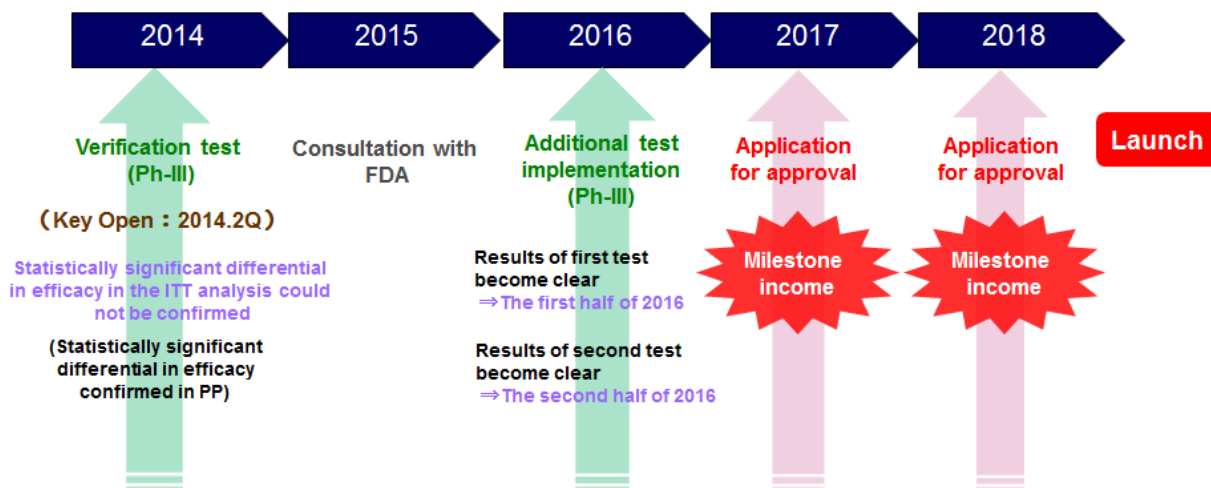 2014
2015
2016
2017
2018
Verification test
(Ph-III)
（Key Open：2014.2Q）
Statistically significant differential
in efficacy in the ITT analysis could
not be confirmed
(Statistically significant
differential in efficacy
confirmed in PP)
Consultation with
FDA
Additional test
implementation
(Ph-III)
Results of first test
become clear
⇒The first half of 2016
Results of second test
become clear
⇒The second half of 2016
Application
for approval
Milestone
income
Application
for approval
Milestone
income
Launch